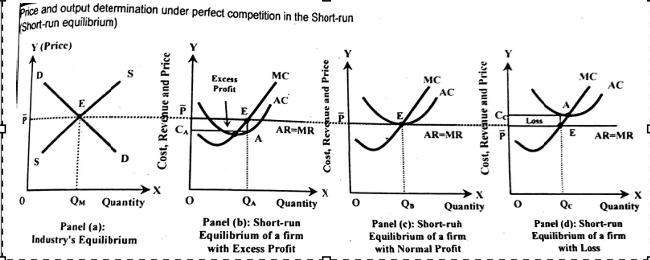 Price and output determination under perfect competition in the Short-run
(Short-run equilibrium)
Y (Price)
D
S
E
P̄
S
D
X
0
QM
Quantity
Panel (a):
Industry's Equilibrium
Y
Cost, Revenue and Price
Excess
Profit
MC
AC
P̄
E
CA
A
AR=MR
X
O
QA
Quantity
Panel (b): Short-run
Equilibrium of a firm
with Excess Profit
Y
Cost, Revenue and Price
MC
AC
P̄
E
AR=MR
X
O
QB
Quantity
Panel (c): Short-run
Equilibrium of a firm
with Normal Profit
Y
Cost, Revenue and Price
MC
AC
CC
A
Loss
P̄
E
AR=MR
X
O
QC
Quantity
Panel (d): Short-run
Equilibrium of a firm
with Loss